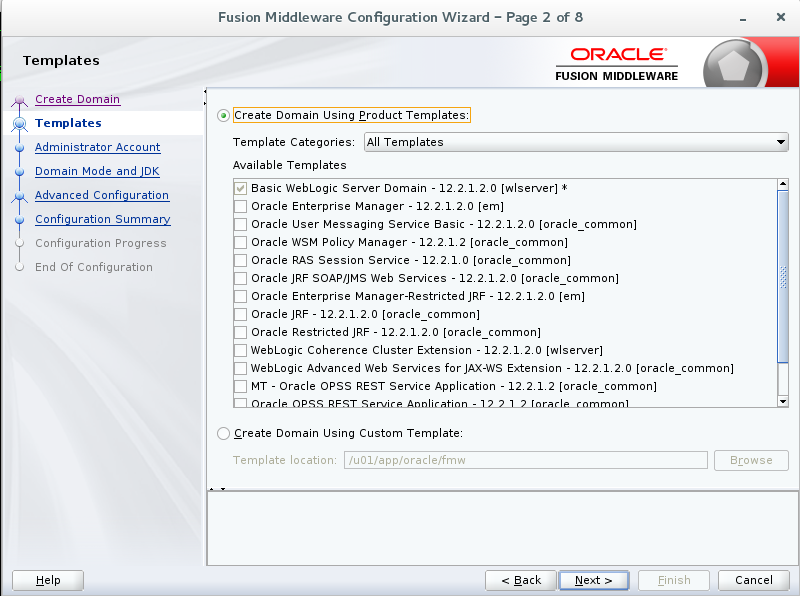 Fusion Middleware Configuration Wizard – Page 2 of 8
Templates
ORACLE
FUSION MIDDLEWARE
Create Domain
Templates
Administrator Account
Domain Mode and JDK
Advanced Configuration
Configuration Summary
Configuration Progress
End Of Configuration
Create Domain Using Product Templates:
Template Categories: All Templates
Available Templates
Basic WebLogic Server Domain - 12.2.1.2.0 [wlserver] *
Oracle Enterprise Manager - 12.2.1.2.0 [em]
Oracle User Messaging Service Basic - 12.2.1.2.0 [oracle_common]
Oracle WSM Policy Manager - 12.2.1.2 [oracle_common]
Oracle RAS Session Service - 12.2.1.0 [oracle_common]
Oracle JRF SOAP/JMS Web Services - 12.2.1.2.0 [oracle_common]
Oracle Enterprise Manager-Restricted JRF - 12.2.1.2.0 [em]
Oracle JRF - 12.2.1.2.0 [oracle_common]
Oracle Restricted JRF - 12.2.1.2.0 [oracle_common]
WebLogic Coherence Cluster Extension - 12.2.1.2.0 [wlserver]
WebLogic Advanced Web Services for JAX-WS Extension - 12.2.1.2.0 [oracle_common]
MT - Oracle OPSS REST Service Application - 12.2.1.2 [oracle_common]
Oracle OPSS REST Service Application - 12.2.1.2 [oracle_common]
Create Domain Using Custom Template:
Template location: /u01/app/oracle/fmw Browse
Help < Back Next > Finish Cancel